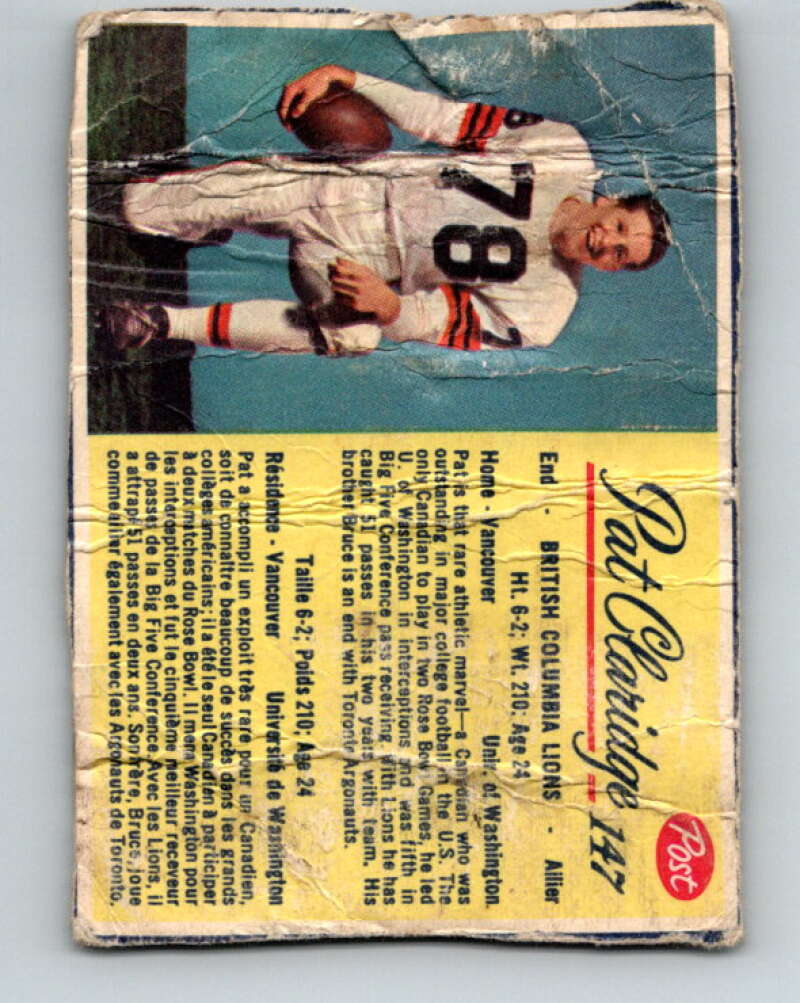 78
Pat Claridge 147
Post
End - BRITISH COLUMBIA LIONS - Ailier
Ht. 6-2; Wt. 210; Age 24
Home - Vancouver Univ. of Washington
Pat is that rare athletic marvel—a Canadian who was
outstanding in major college football in the U.S. The
only Canadian to play in two Rose Bowl Games, he led
U. of Washington in interceptions and was fifth in
Big Five Conference pass receiving. With Lions he has
caught 51 passes in his two years with team. His
brother Bruce is an end with Toronto Argonauts.
Taille 6-2; Poids 210; Age 24
Résidence - Vancouver Université de Washington
Pat a accompli un exploit très rare pour un Canadien,
soit de connaître beaucoup de succès dans les grands
collèges américains; il a été le seul Canadien à participer
à deux matches du Rose Bowl. Il mena Washington pour
les interceptions et fut le cinquième meilleur receveur
de passes de la Big Five Conference. Avec les Lions, il
a attrapé 51 passes en deux ans. Son frère, Bruce, joue
comme ailier également avec les Argonauts de Toronto.